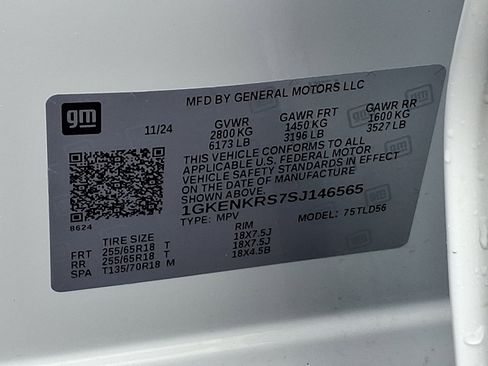 MFD BY GENERAL MOTORS LLC
gm
11/24
GVWR GAWR FRT GAWR RR
2800 KG 1450 KG 1600 KG
6173 LB 3196 LB 3527 LB
THIS VEHICLE CONFORMS TO ALL
APPLICABLE U.S. FEDERAL MOTOR
VEHICLE SAFETY STANDARDS IN EFFECT
ON THE DATE OF MANUFACTURE
SHOWN ABOVE.
1GKENKRS7SJ146565
8624
TYPE: MPV MODEL: 75TLD56
TIRE SIZE RIM
FRT 255/65R18 T 18X7.5J
RR 255/65R18 T 18X7.5J
SPA T135/70R18 M 18X4.5B